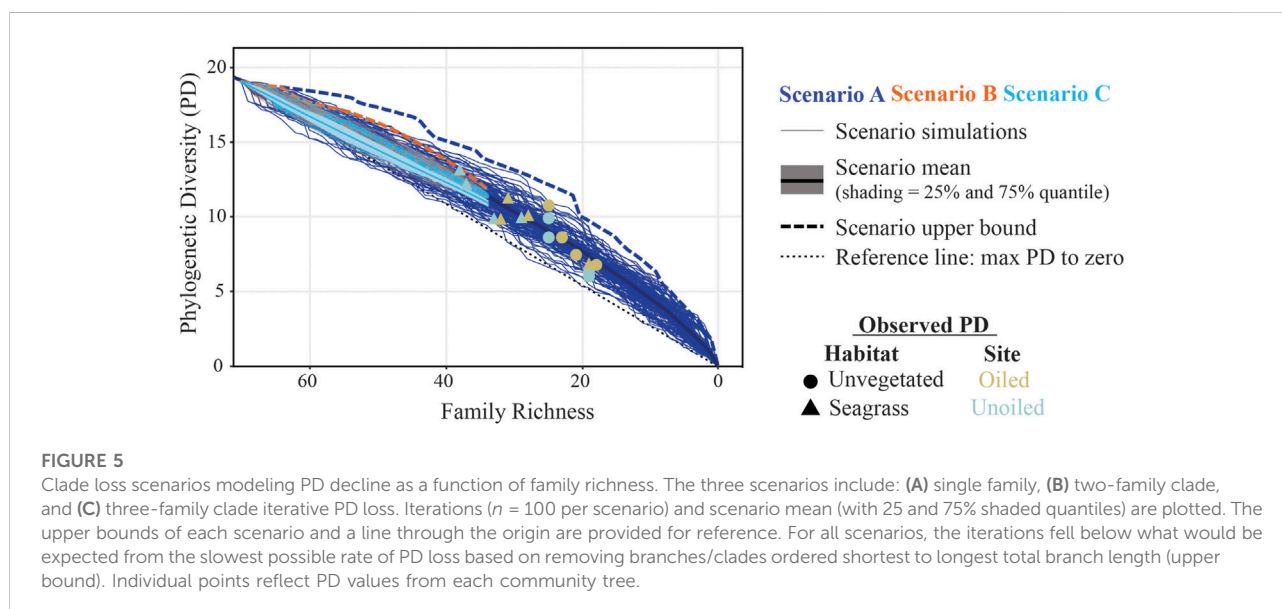 20
15
10
5
0
Phylogenetic Diversity (PD)
60
40
20
0
Family Richness
Scenario A Scenario B Scenario C
Scenario simulations
Scenario mean
(shading = 25% and 75% quantile)
Scenario upper bound
Reference line: max PD to zero
Observed PD
Habitat Site
Unvegetated Oiled
Seagrass Unoiled
FIGURE 5
Clade loss scenarios modeling PD decline as a function of family richness. The three scenarios include: (A) single family, (B) two-family clade,
and (C) three-family clade iterative PD loss. Iterations (n = 100 per scenario) and scenario mean (with 25 and 75% shaded quantiles) are plotted. The
upper bounds of each scenario and a line through the origin are provided for reference. For all scenarios, the iterations fell below what would be
expected from the slowest possible rate of PD loss based on removing branches/clades ordered shortest to longest total branch length (upper
bound). Individual points reflect PD values from each community tree.